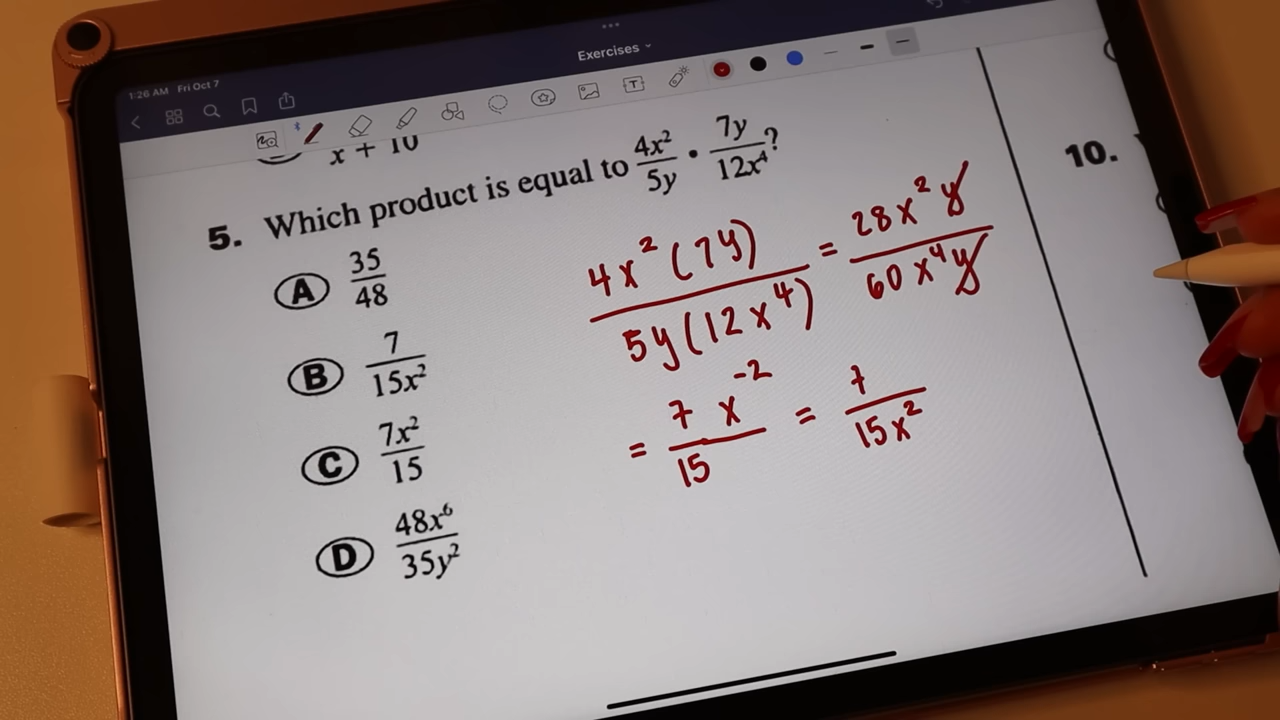 Exercises
1:26 AM Fri Oct 7
T
x + 10
5. Which product is equal to 4x²/5y · 7y/12x⁴?
A 35/48
B 7/15x²
C 7x²/15
D 48x⁶/35y²
4x²(7y)/5y(12x⁴) = 28x²y/60x⁴y
= 7x⁻²/15 = 7/15x²
10.